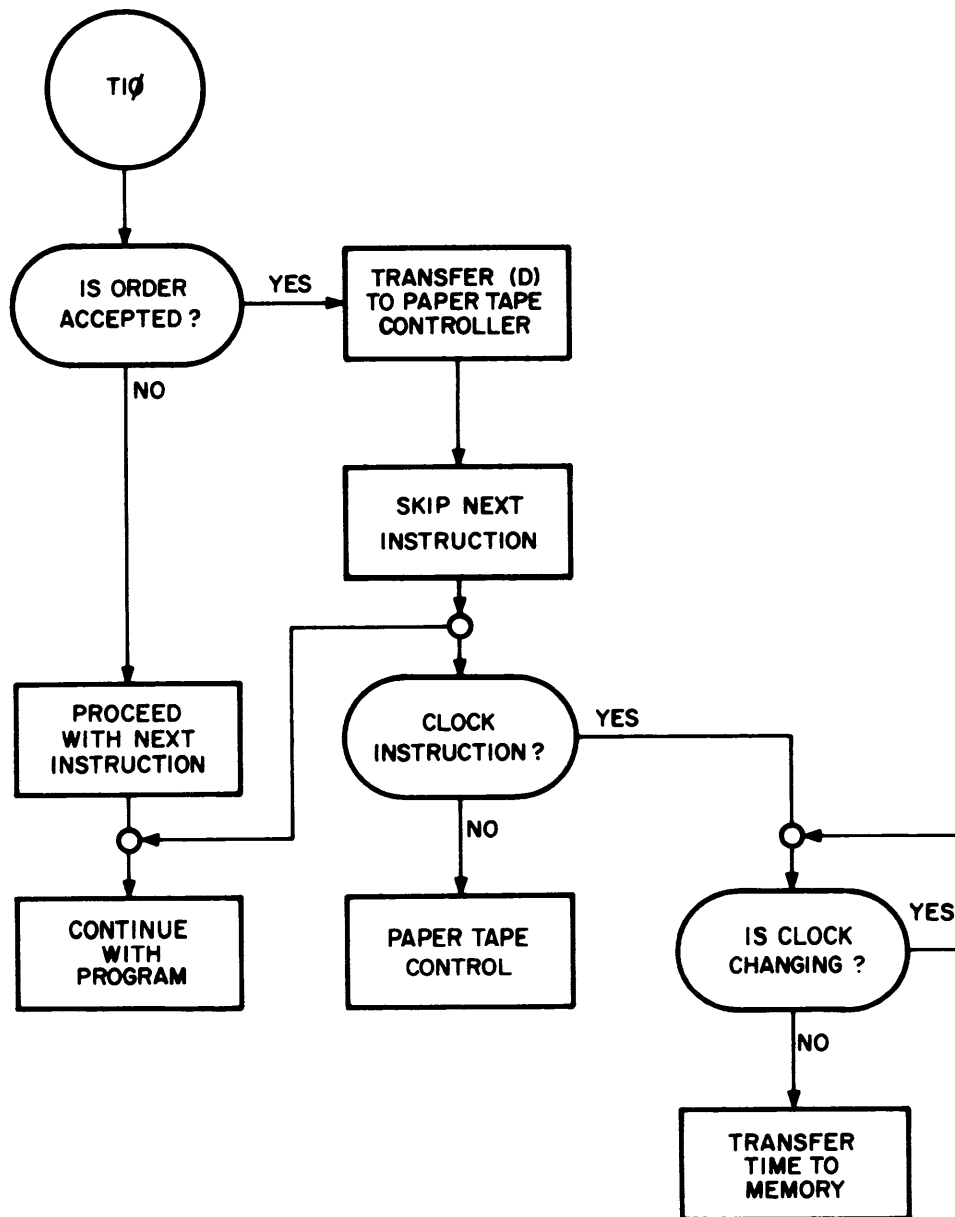 TIØ
IS ORDER
ACCEPTED ?
YES
TRANSFER (D)
TO PAPER TAPE
CONTROLLER
NO
SKIP NEXT
INSTRUCTION
PROCEED
WITH NEXT
INSTRUCTION
CLOCK
INSTRUCTION ?
YES
NO
CONTINUE
WITH
PROGRAM
PAPER TAPE
CONTROL
IS CLOCK
CHANGING ?
YES
NO
TRANSFER
TIME TO
MEMORY